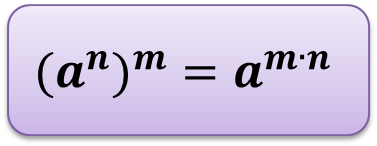 (aⁿ)ᵐ = aᵐ·ⁿ